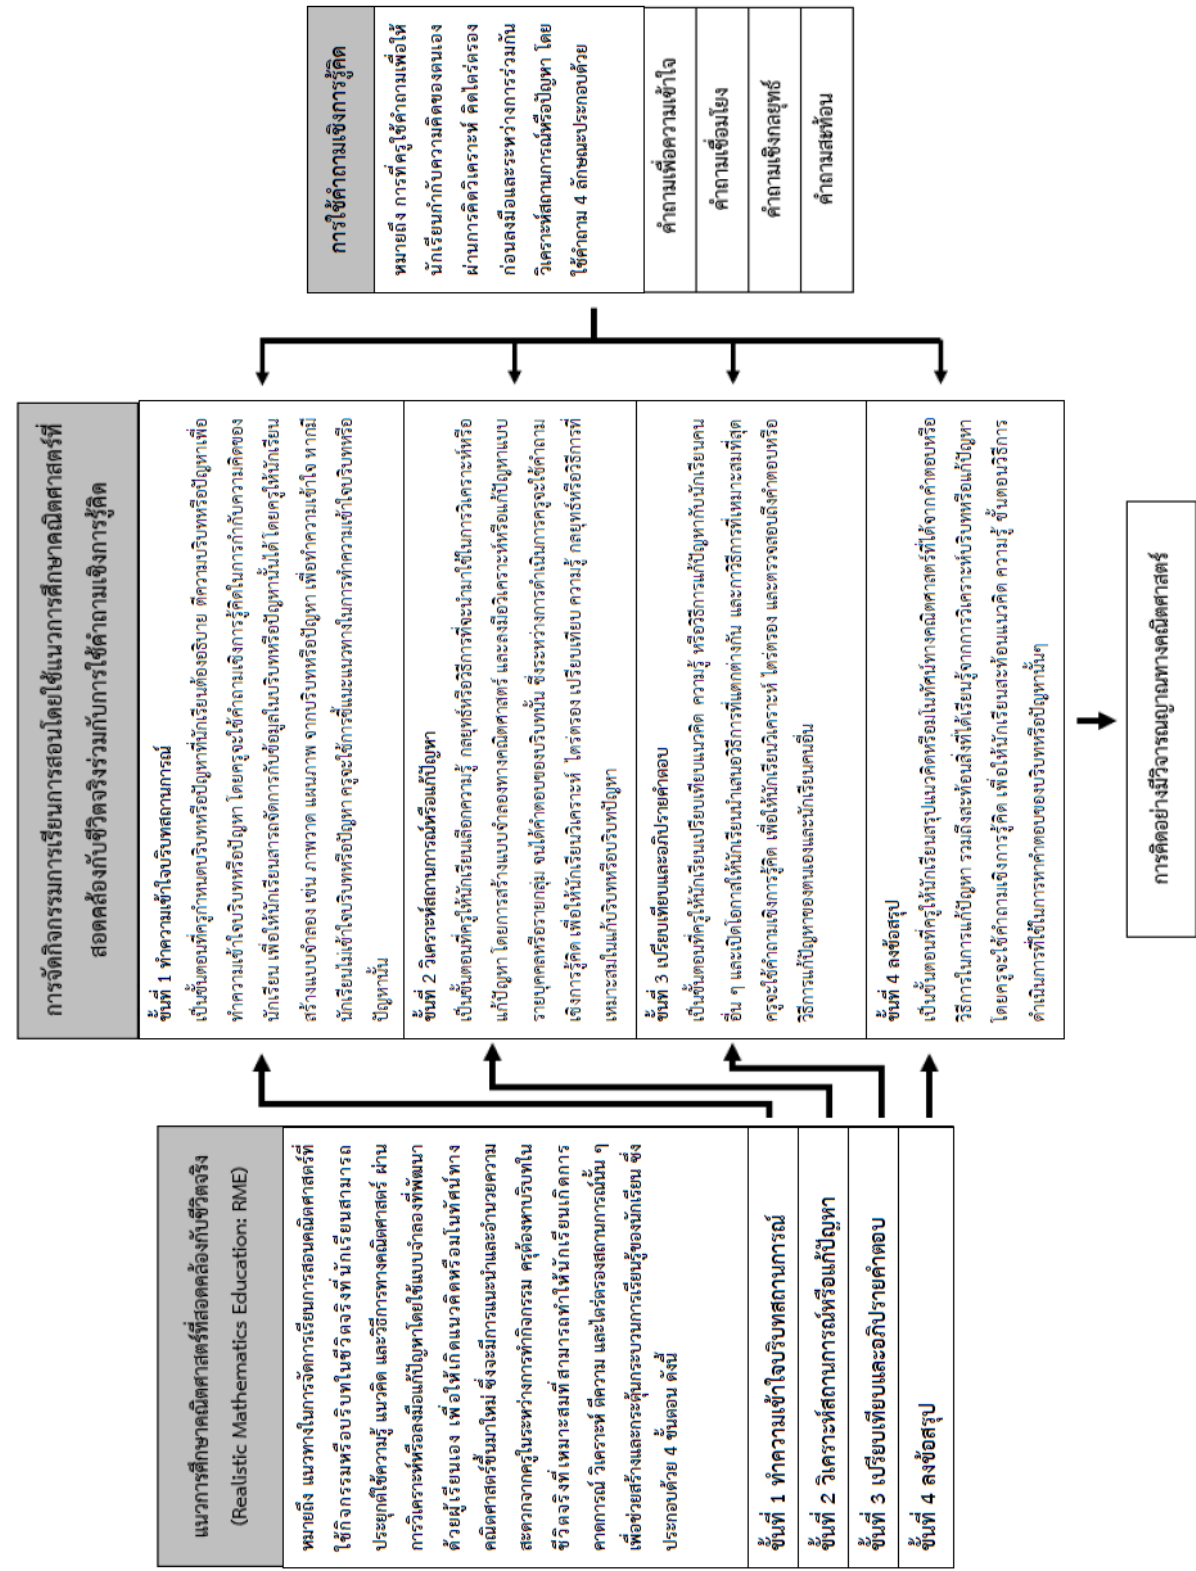 แนวการศึกษาคณิตศาสตร์ที่สอดคล้องกับชีวิตจริง
(Realistic Mathematics Education: RME)
หมายถึง แนวทางในการจัดการเรียนการสอนคณิตศาสตร์ที่
ใช้กิจกรรมหรือบริบทในชีวิตจริงที่นักเรียนสามารถ
ประยุกต์ใช้ความรู้ แนวคิด และวิธีการทางคณิตศาสตร์ ผ่าน
การวิเคราะห์หรือลงมือแก้ปัญหาโดยใช้แบบจำลองที่พัฒนา
ด้วยผู้เรียนเอง เพื่อให้เกิดแนวคิดหรือมโนทัศน์ทาง
คณิตศาสตร์ขึ้นมาใหม่ ซึ่งจะมีการแนะนำและอำนวยความ
สะดวกจากครูในระหว่างการทำกิจกรรม ครูต้องหาบริบทใน
ชีวิตจริงที่เหมาะสมที่สามารถทำให้นักเรียนเกิดการ
คาดการณ์ วิเคราะห์ ตีความ และไตร่ตรองสถานการณ์นั้น ๆ
เพื่อช่วยสร้างและกระตุ้นกระบวนการเรียนรู้ของนักเรียน ซึ่ง
ประกอบด้วย 4 ขั้นตอน ดังนี้
ขั้นที่ 1 ทำความเข้าใจบริบทสถานการณ์
ขั้นที่ 2 วิเคราะห์สถานการณ์หรือแก้ปัญหา
ขั้นที่ 3 เปรียบเทียบและอภิปรายคำตอบ
ขั้นที่ 4 ลงข้อสรุป
การจัดกิจกรรมการเรียนการสอนโดยใช้แนวการศึกษาคณิตศาสตร์ที่
สอดคล้องกับชีวิตจริงร่วมกับการใช้คำถามเชิงการรู้คิด
ขั้นที่ 1 ทำความเข้าใจบริบทสถานการณ์
เป็นขั้นตอนที่ครูกำหนดบริบทหรือปัญหาที่นักเรียนต้องอธิบาย ตีความบริบทหรือปัญหาเพื่อ
ทำความเข้าใจบริบทหรือปัญหา โดยครูจะใช้คำถามเชิงการรู้คิดในการกำกับความคิดของ
นักเรียน เพื่อให้นักเรียนสารถจัดการกับข้อมูลในบริบทหรือปัญหานั้นได้ โดยครูให้นักเรียน
สร้างแบบจำลอง เช่น ภาพวาด แผนภาพ จากบริบทหรือปัญหา เพื่อทำความเข้าใจ หากมี
นักเรียนไม่เข้าใจบริบทหรือปัญหา ครูจะใช้การชี้แนะแนวทางในการทำความเข้าใจบริบทหรือ
ปัญหานั้น
ขั้นที่ 2 วิเคราะห์สถานการณ์หรือแก้ปัญหา
เป็นขั้นตอนที่ครูให้นักเรียนเลือกความรู้ กลยุทธ์หรือวิธีการที่จะนำมาใช้ในการวิเคราะห์หรือ
แก้ปัญหา โดยการสร้างแบบจำลองทางคณิตศาสตร์ และลงมือวิเคราะห์หรือแก้ปัญหาแบบ
รายบุคคลหรือรายกลุ่ม จนได้คำตอบของบริบทนั้น ซึ่งระหว่างการดำเนินการครูจะใช้คำถาม
เชิงการรู้คิด เพื่อให้นักเรียนวิเคราะห์ ไตร่ตรอง เปรียบเทียบ ความรู้ กลยุทธ์หรือวิธีการที่
เหมาะสมในแก้บริบทหรือบริบทปัญหา
ขั้นที่ 3 เปรียบเทียบและอภิปรายคำตอบ
เป็นขั้นตอนที่ครูให้นักเรียนเปรียบเทียบแนวคิด ความรู้ หรือวิธีการแก้ปัญหากับนักเรียนคน
อื่น ๆ และเปิดโอกาสให้นักเรียนนำเสนอวิธีการที่แตกต่างกัน และหาวิธีการที่เหมาะสมที่สุด
ครูจะใช้คำถามเชิงการรู้คิด เพื่อให้นักเรียนวิเคราะห์ ไตร่ตรอง และตรวจสอบถึงคำตอบหรือ
วิธีการแก้ปัญหาของตนเองและนักเรียนคนอื่น
ขั้นที่ 4 ลงข้อสรุป
เป็นขั้นตอนที่ครูให้นักเรียนสรุปแนวคิดหรือมโนทัศน์ทางคณิตศาสตร์ที่ได้จากคำตอบหรือ
วิธีการในการแก้ปัญหา รวมถึงสะท้อนสิ่งที่ได้เรียนรู้จากการวิเคราะห์บริบทหรือแก้ปัญหา
โดยครูจะใช้คำถามเชิงการรู้คิด เพื่อให้นักเรียนสะท้อนแนวคิด ความรู้ ขั้นตอนวิธีการ
ดำเนินการที่ใช้ในการหาคำตอบของบริบทหรือปัญหานั้นๆ
การคิดอย่างมีวิจารณญาณทางคณิตศาสตร์
การใช้คำถามเชิงการรู้คิด
หมายถึง การที่ครูใช้คำถามเพื่อให้
นักเรียนกำกับความคิดของตนเอง
ผ่านการคิดวิเคราะห์ คิดไตร่ตรอง
ก่อนลงมือและระหว่างการร่วมกัน
วิเคราะห์สถานการณ์หรือปัญหา โดย
ใช้คำถาม 4 ลักษณะประกอบด้วย
คำถามเพื่อความเข้าใจ
คำถามเชื่อมโยง
คำถามเชิงกลยุทธ์
คำถามสะท้อน